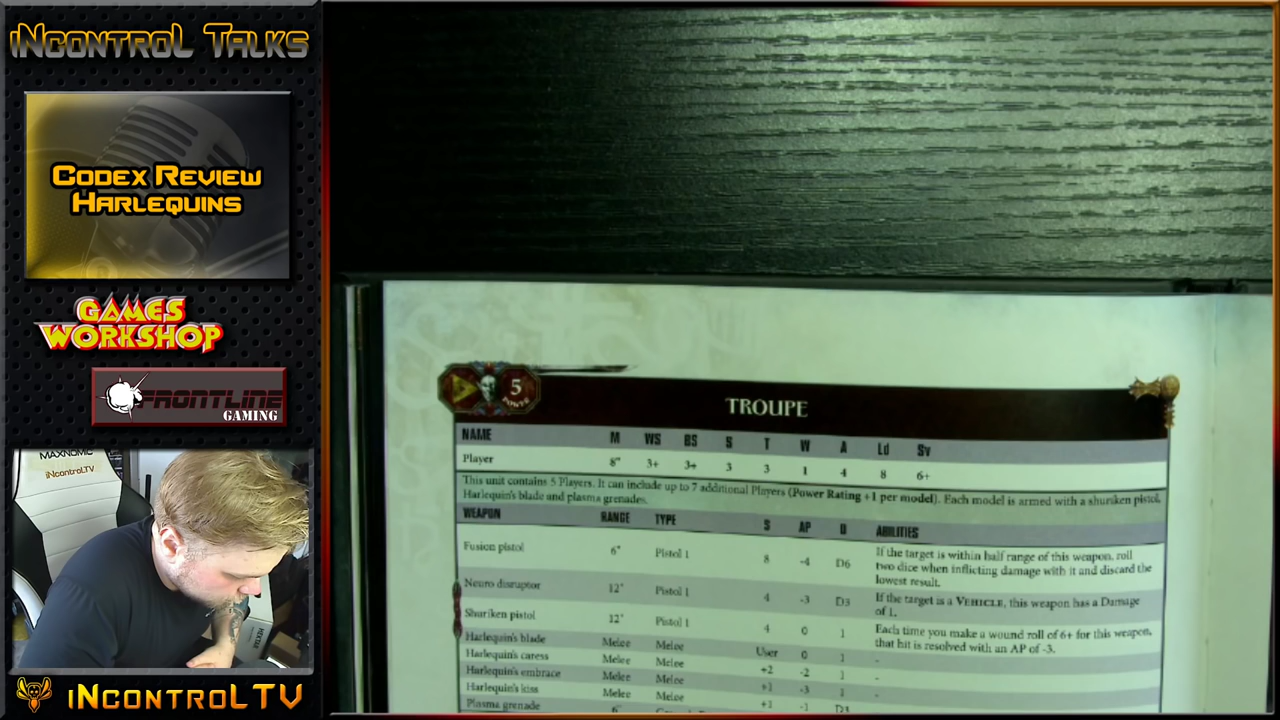 iNcontroL Talks
Codex Review
Harlequins
GAMES
WORKSHOP
FRONTLINE
GAMING
MAXNOMIC
iNcontroLTV
iNcontroLTV
5
POWER
TROUPE
NAME M WS BS S T W A Ld Sv
Player 8" 3+ 3+ 3 3 1 4 8 6+
This unit contains 5 Players. It can include up to 7 additional Players (Power Rating +1 per model). Each model is armed with a shuriken pistol,
Harlequin's blade and plasma grenades.
WEAPON RANGE TYPE S AP D ABILITIES
Fusion pistol 6" Pistol 1 8 -4 D6 If the target is within half range of this weapon, roll
two dice when inflicting damage with it and discard the
lowest result.
Neuro disruptor 12" Pistol 1 4 -3 D3 If the target is a VEHICLE, this weapon has a Damage
of 1.
Shuriken pistol 12" Pistol 1 4 0 1 Each time you make a wound roll of 6+ for this weapon,
that hit is resolved with an AP of -3.
Harlequin's blade Melee Melee User 0 1 -
Harlequin's caress Melee Melee +2 -2 1 -
Harlequin's embrace Melee Melee +1 -3 1 -
Harlequin's kiss Melee Melee +1 -1 D3
Plasma grenade 6"